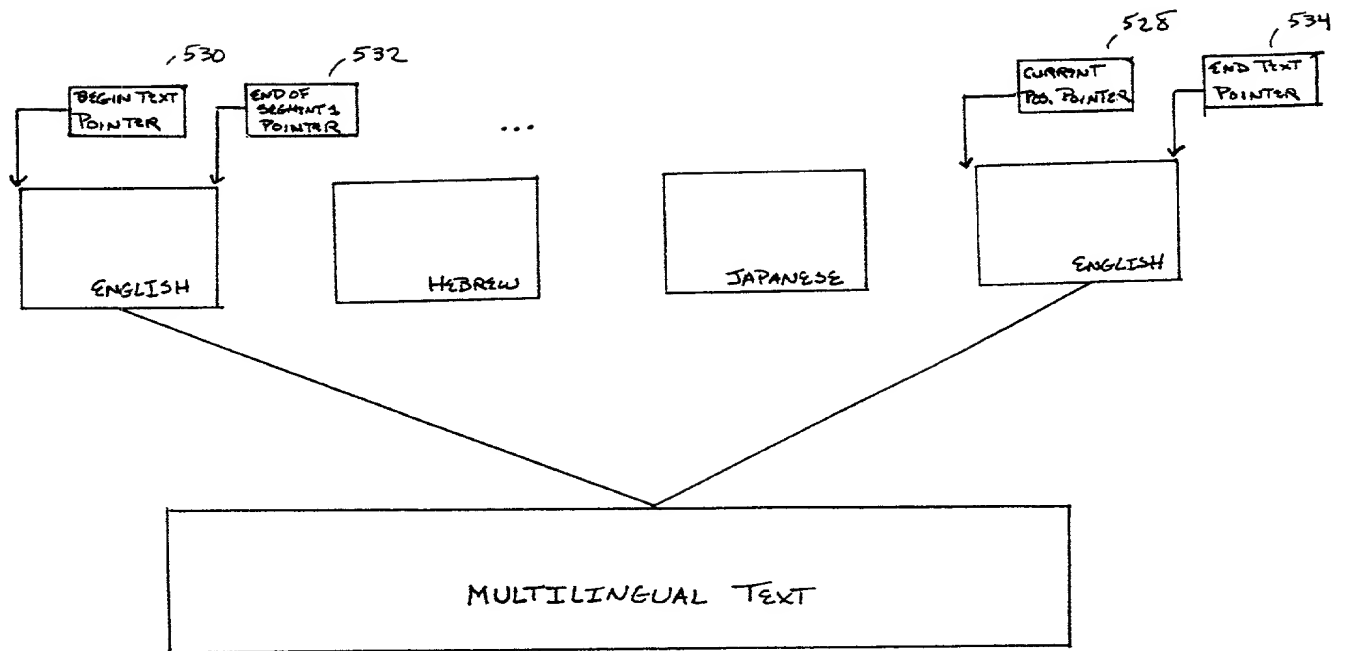 530
532
528
534
BEGIN TEXT
POINTER
END OF
SEGMENT 1
POINTER
...
CURRENT
POS. POINTER
END TEXT
POINTER
ENGLISH
HEBREW
JAPANESE
ENGLISH
MULTILINGUAL TEXT